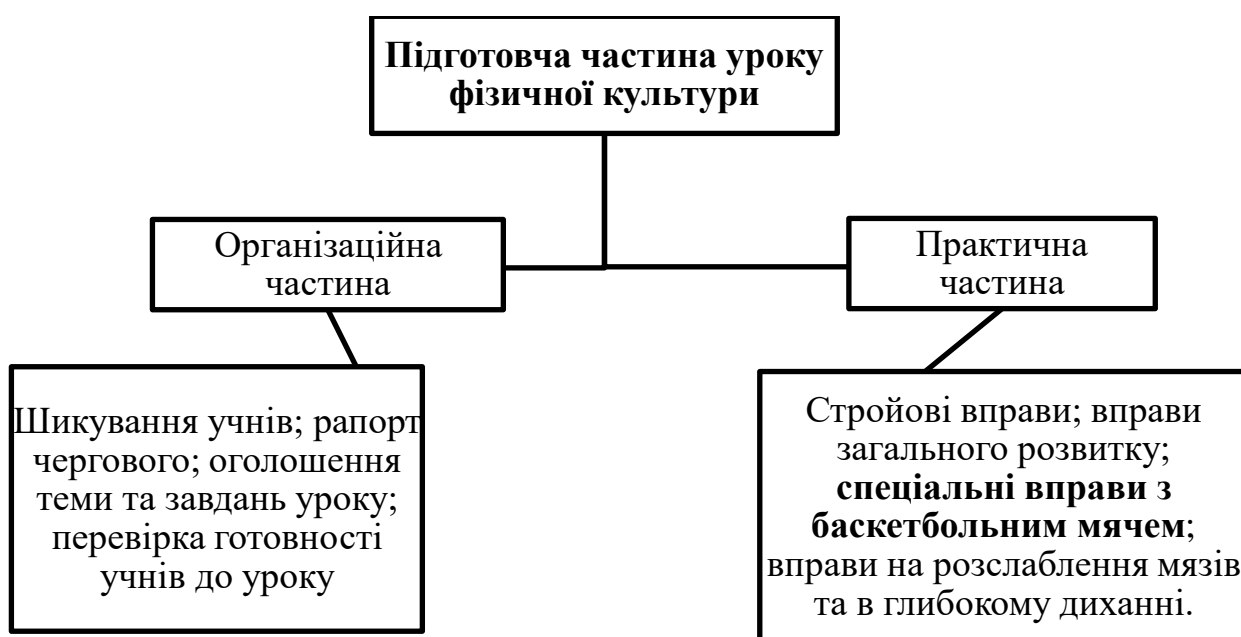 Підготовча частина уроку
фізичної культури
Організаційна
частина
Практична
частина
Шикування учнів; рапорт
чергового; оголошення
теми та завдань уроку;
перевірка готовності
учнів до уроку
Стройові вправи; вправи
загального розвитку;
спеціальні вправи з
баскетбольним мячем;
вправи на розслаблення мязів
та в глибокому диханні.